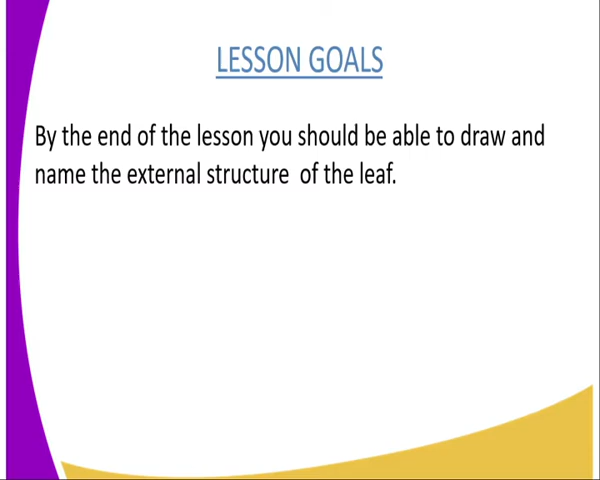 LESSON GOALS
By the end of the lesson you should be able to draw and
name the external structure  of the leaf.